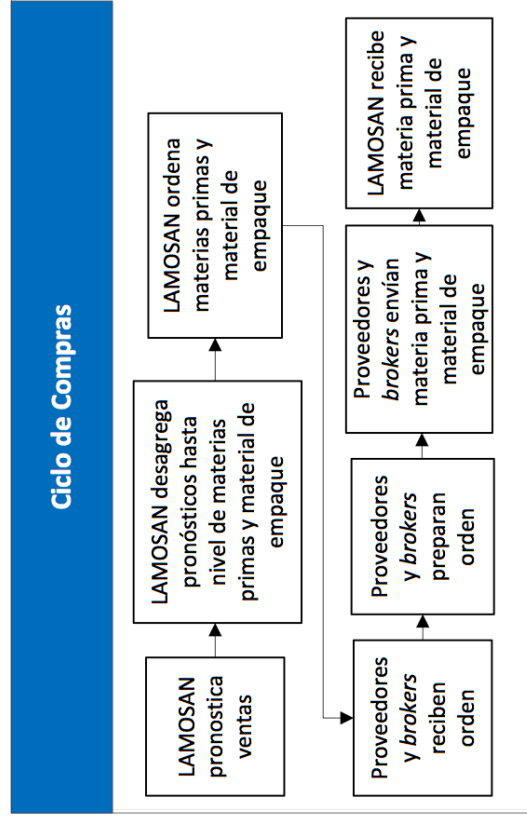 Ciclo de Compras
LAMOSAN
pronostica
ventas
LAMOSAN desagrega
pronósticos hasta
nivel de materias
primas y material de
empaque
LAMOSAN ordena
materias primas y
material de
empaque
Proveedores
y brokers
reciben
orden
Proveedores
y brokers
preparan
orden
Proveedores y
brokers envían
materia prima y
material de
empaque
LAMOSAN recibe
materia prima y
material de
empaque